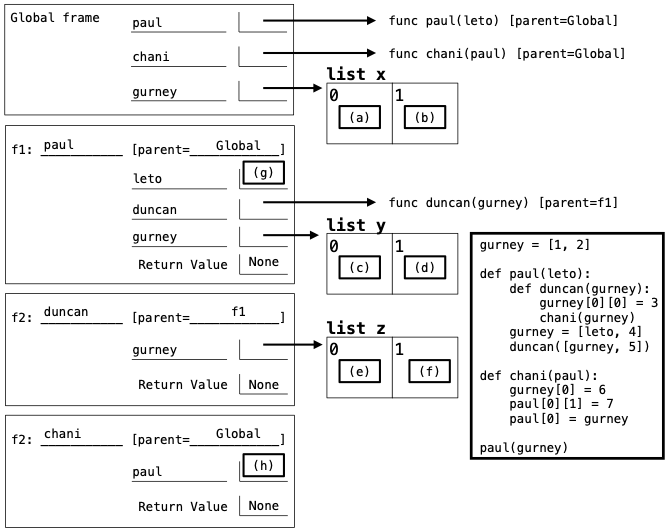 Global frame
paul
func paul(leto) [parent=Global]
chani
func chani(paul) [parent=Global]
gurney
list x
0 1
(a) (b)
f1: paul [parent= Global ]
leto (g)
duncan
func duncan(gurney) [parent=f1]
gurney
list y
0 1
(c) (d)
Return Value None
f2: duncan [parent= f1 ]
gurney
list z
0 1
(e) (f)
Return Value None
f2: chani [parent= Global ]
paul (h)
Return Value None
gurney = [1, 2]
def paul(leto):
    def duncan(gurney):
        gurney[0][0] = 3
        chani(gurney)
    gurney = [leto, 4]
    duncan([gurney, 5])
def chani(paul):
    gurney[0] = 6
    paul[0][1] = 7
    paul[0] = gurney
paul(gurney)